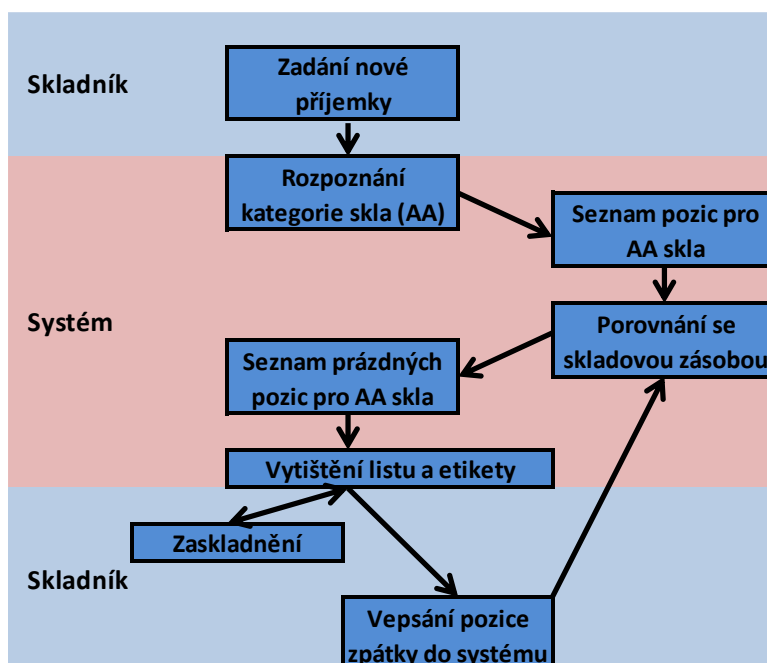 Skladník
Zadání nové
příjemky
Rozpoznání
kategorie skla (AA)
Seznam pozic pro
AA skla
Systém
Porovnání se
skladovou zásobou
Seznam prázdných
pozic pro AA skla
Vytištění listu a etikety
Zaskladnění
Skladník
Vepsání pozice
zpátky do systému